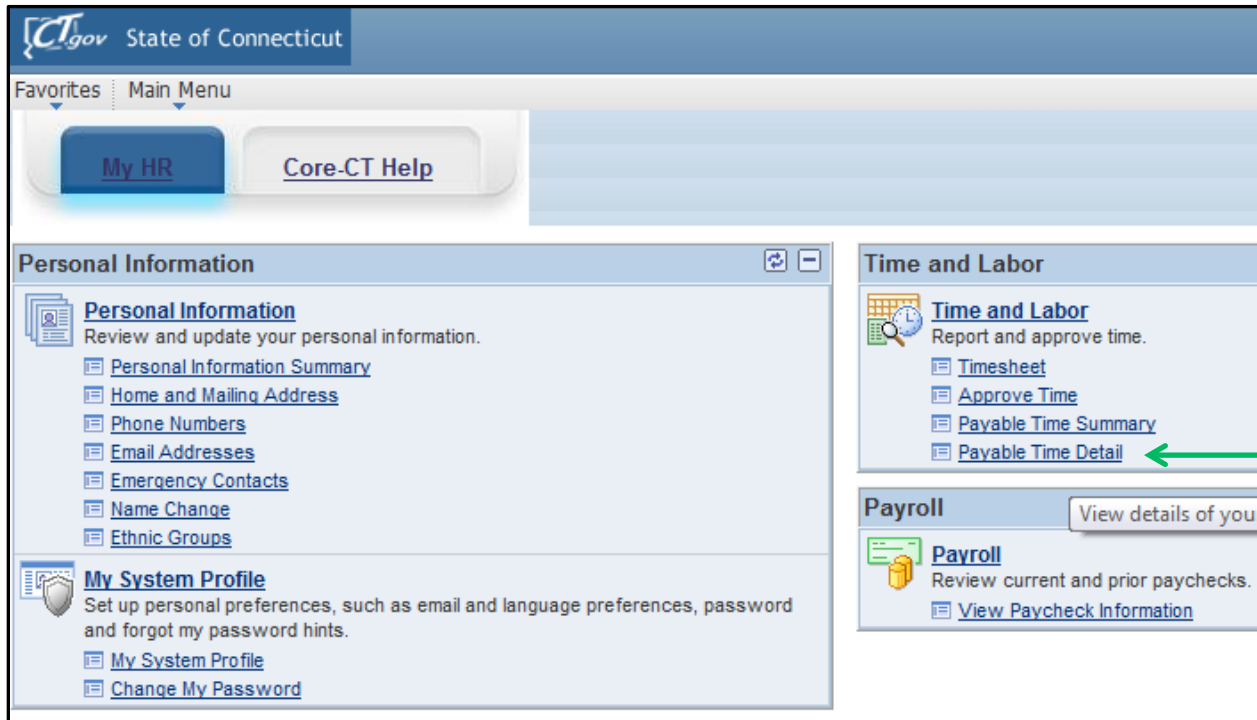 CT.gov State of Connecticut
Favorites Main Menu
My HR Core-CT Help
Personal Information
Personal Information
Review and update your personal information.
Personal Information Summary
Home and Mailing Address
Phone Numbers
Email Addresses
Emergency Contacts
Name Change
Ethnic Groups
My System Profile
Set up personal preferences, such as email and language preferences, password
and forgot my password hints.
My System Profile
Change My Password
Time and Labor
Time and Labor
Report and approve time.
Timesheet
Approve Time
Payable Time Summary
Payable Time Detail
Payroll
View details of you
Payroll
Review current and prior paychecks.
View Paycheck Information